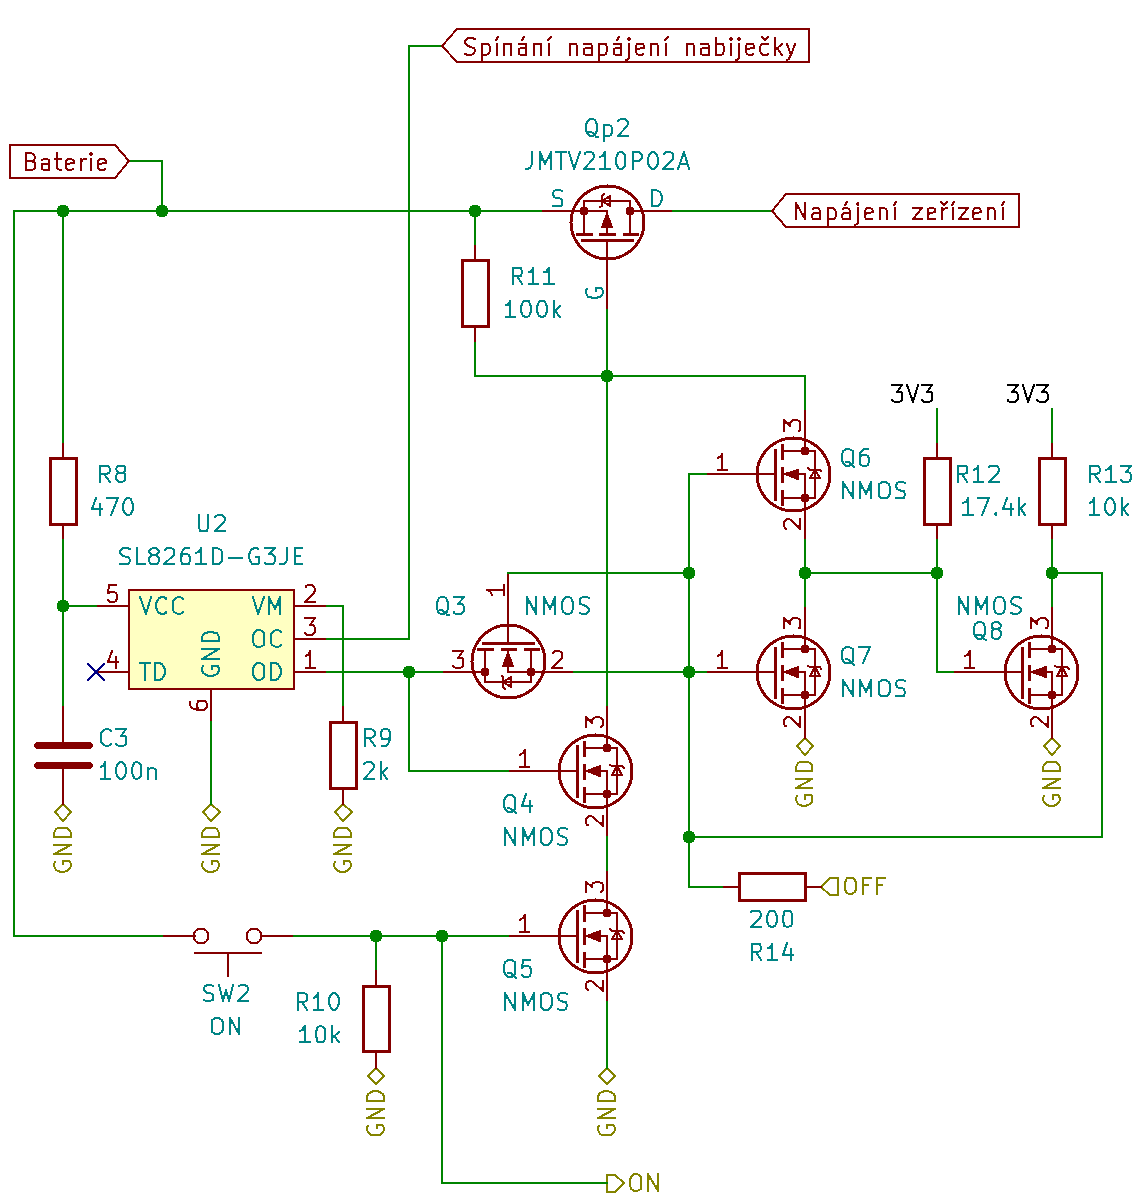 Spínání napájení nabiječky
Qp2
JMTV210P02A
Baterie
S
D
Napájení zeřízení
R11
100k
G
3V3
3V3
3
1
Q6
NMOS
2
R12
17.4k
R13
10k
R8
470
U2
SL8261D-G3JE
5
VCC
VM
2
OC
3
4
TD
GND
OD
1
6
Q3
NMOS
1
3
2
3
1
Q7
NMOS
2
NMOS
Q8
3
1
2
GND
GND
C3
100n
R9
2k
GND
GND
GND
3
1
Q4
NMOS
2
OFF
200
R14
3
1
Q5
NMOS
2
SW2
ON
R10
10k
GND
GND
ON